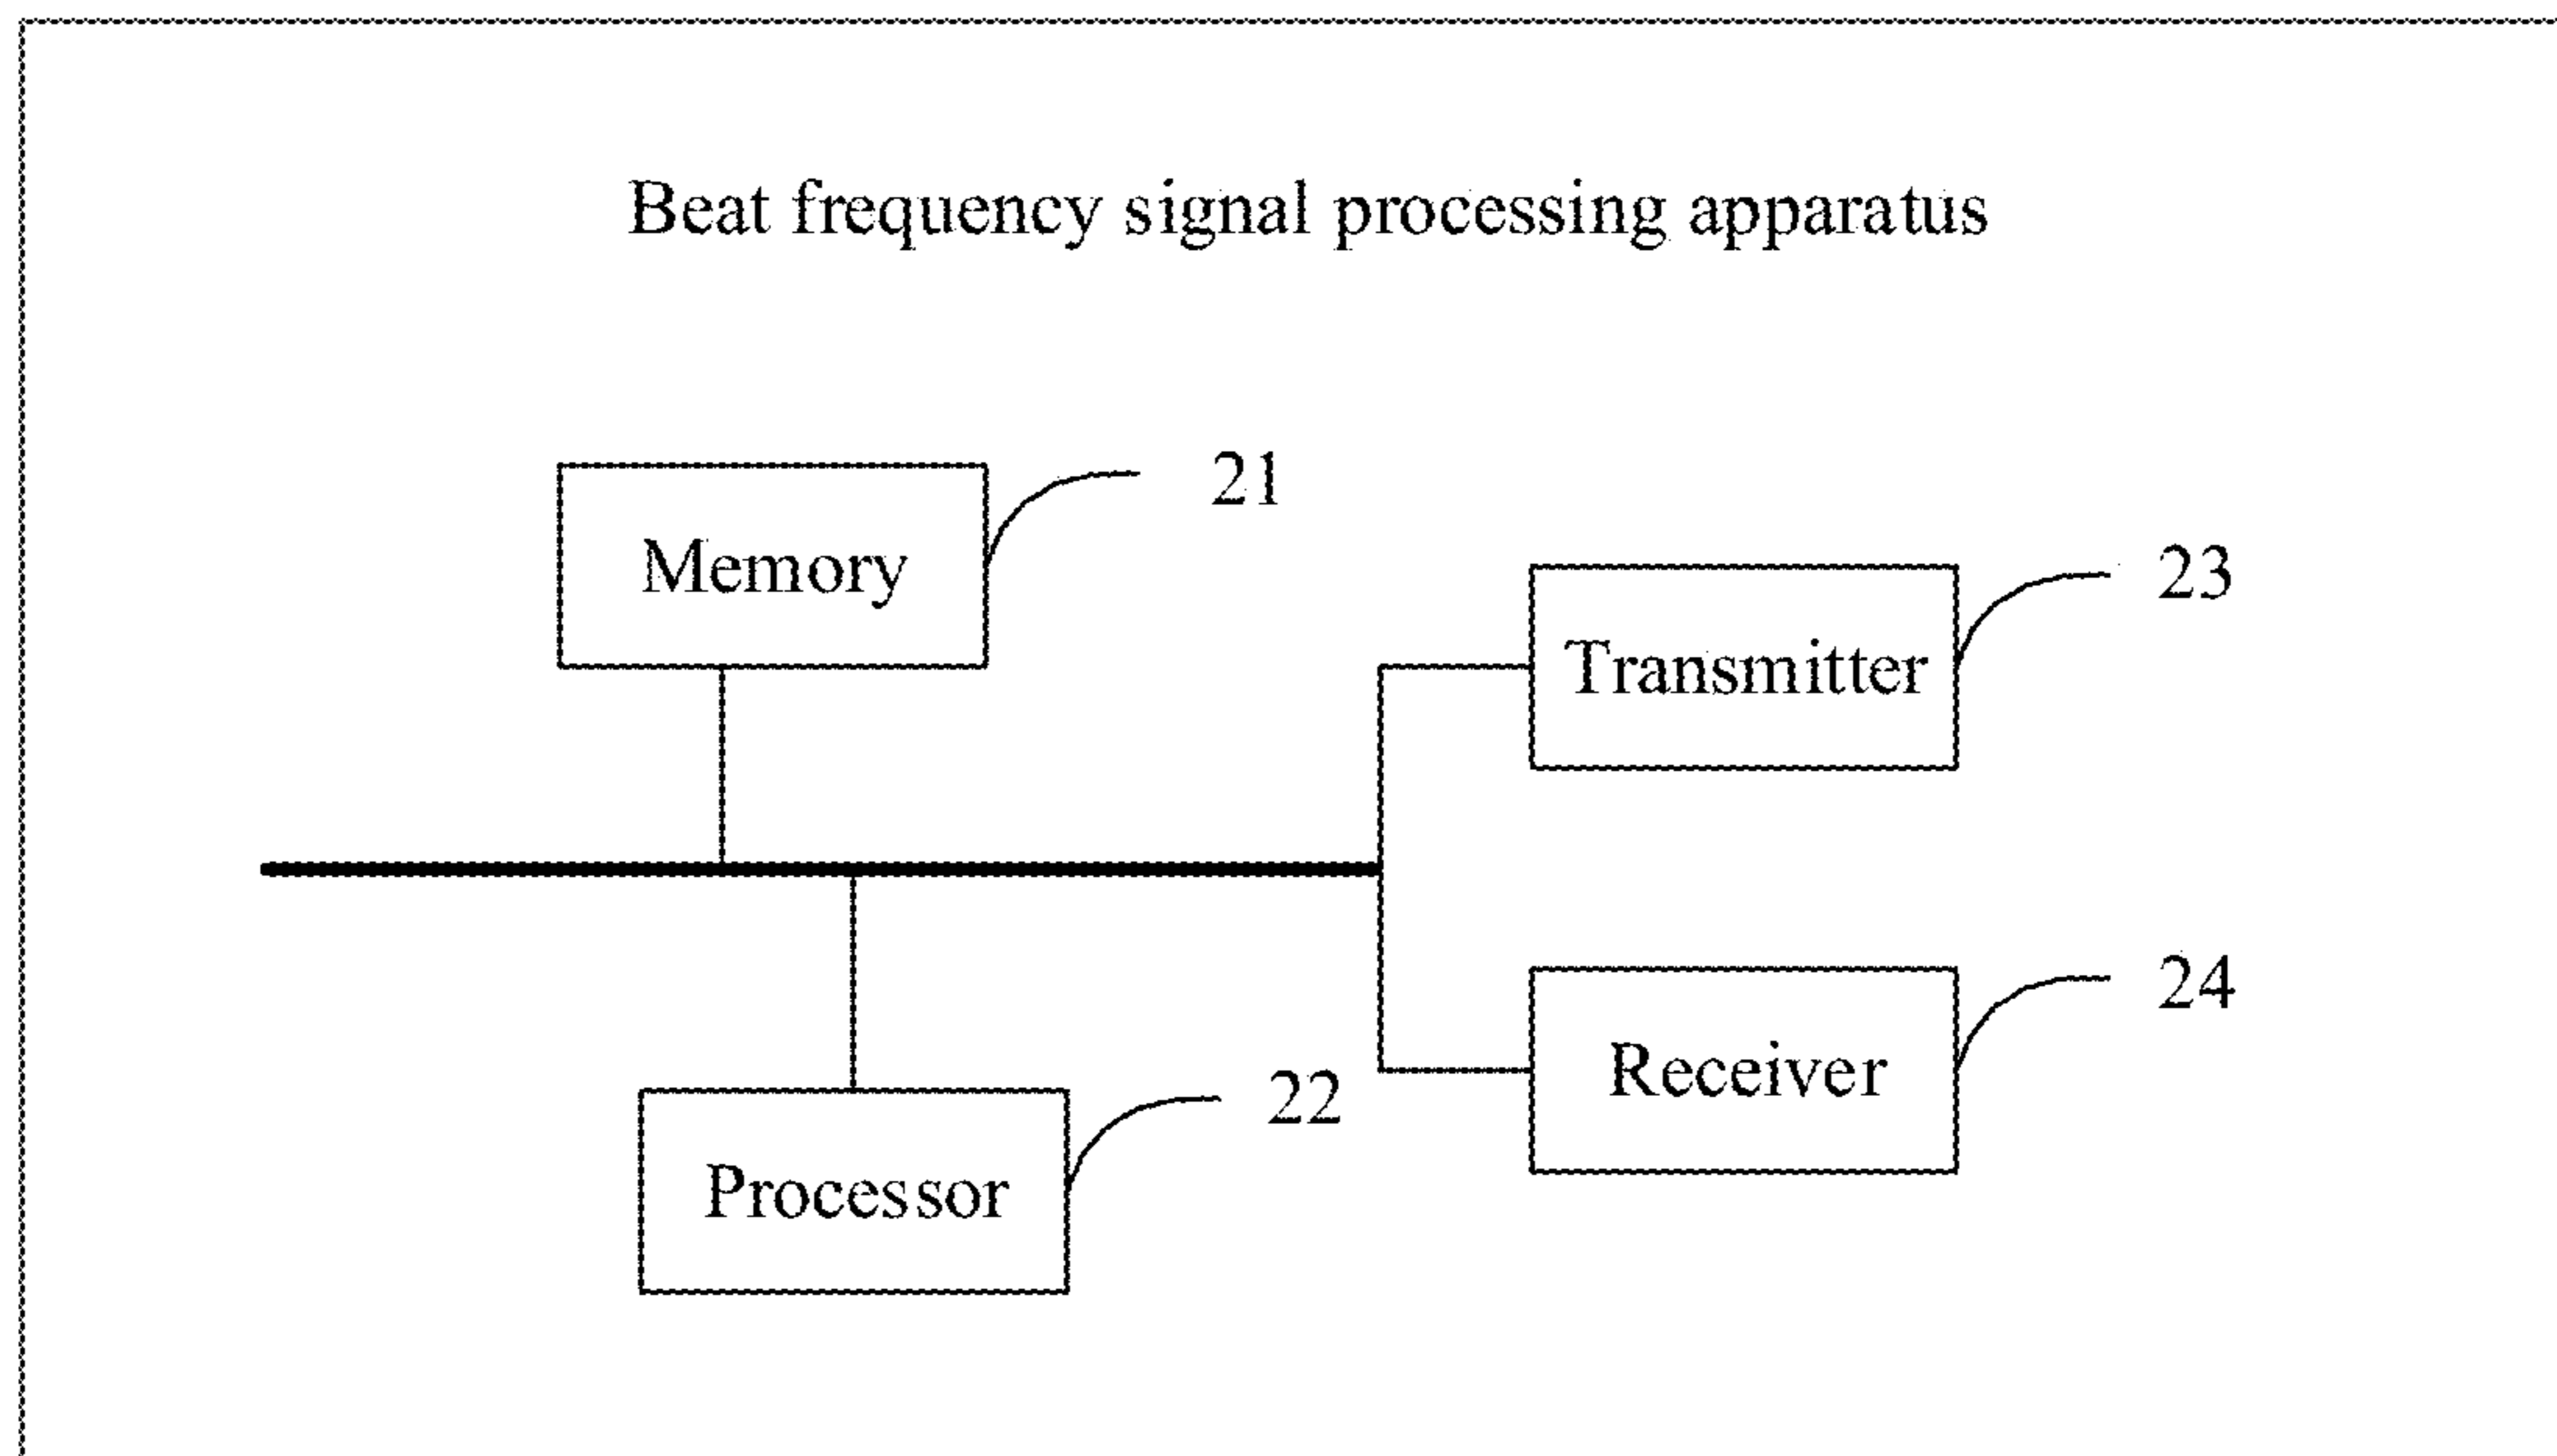 Beat frequency signal processing apparatus
21
Memory
23
Transmitter
24
Receiver
22
Processor